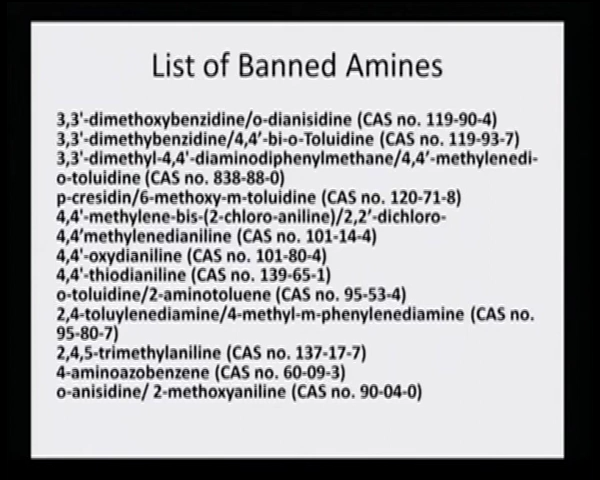 List of Banned Amines
3,3'-dimethoxybenzidine/o-dianisidine (CAS no. 119-90-4)
3,3'-dimethybenzidine/4,4’-bi-o-Toluidine (CAS no. 119-93-7)
3,3'-dimethyl-4,4'-diaminodiphenylmethane/4,4’-methylenedi-
o-toluidine (CAS no. 838-88-0)
p-cresidin/6-methoxy-m-toluidine (CAS no. 120-71-8)
4,4'-methylene-bis-(2-chloro-aniline)/2,2’-dichloro-
4,4’methylenedianiline (CAS no. 101-14-4)
4,4'-oxydianiline (CAS no. 101-80-4)
4,4'-thiodianiline (CAS no. 139-65-1)
o-toluidine/2-aminotoluene (CAS no. 95-53-4)
2,4-toluylenediamine/4-methyl-m-phenylenediamine (CAS no.
95-80-7)
2,4,5-trimethylaniline (CAS no. 137-17-7)
4-aminoazobenzene (CAS no. 60-09-3)
o-anisidine/ 2-methoxyaniline (CAS no. 90-04-0)